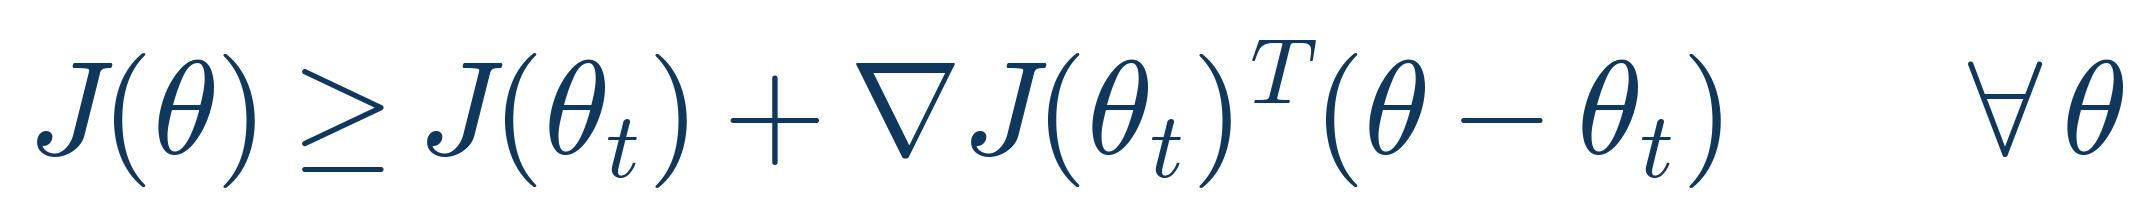 J(θ) ≥ J(θ_t) + ∇J(θ_t)^T(θ − θ_t) ∀ θ